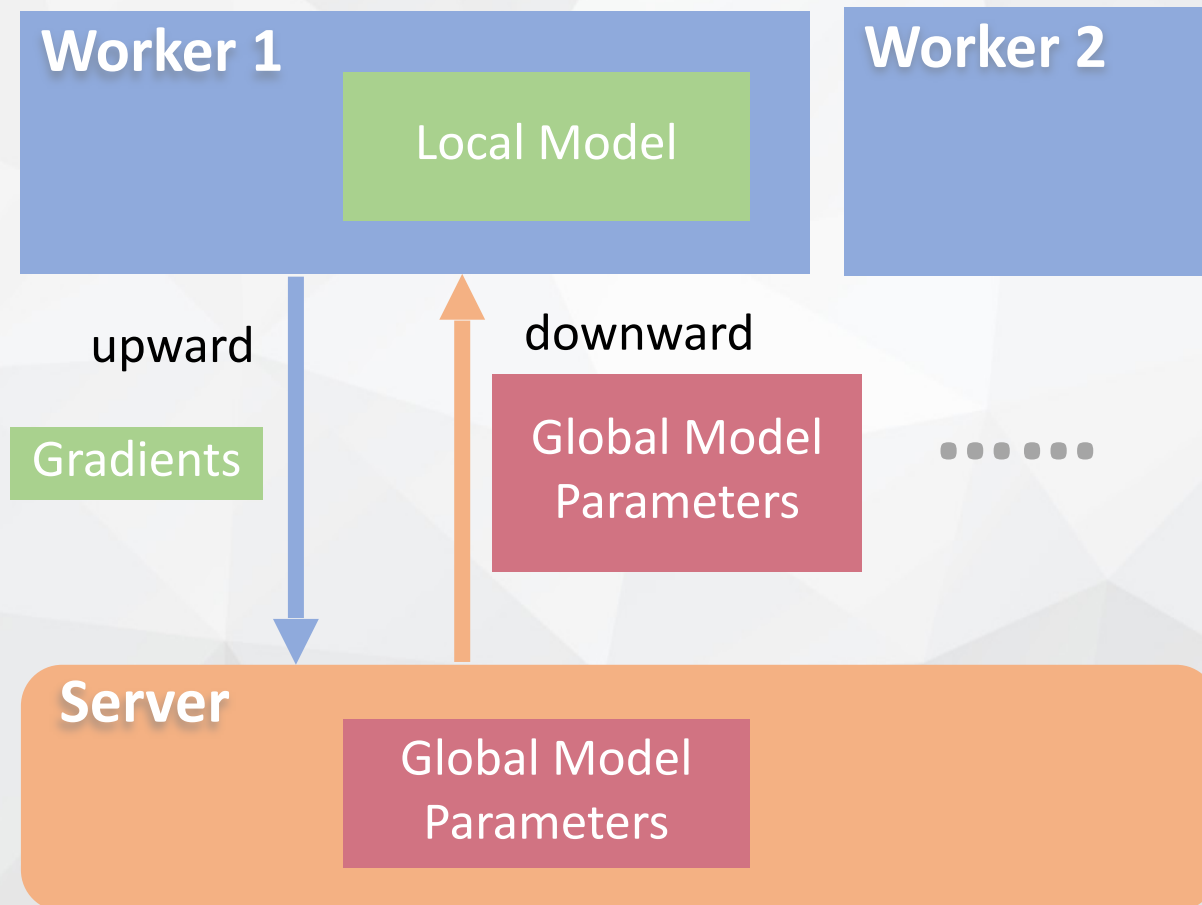 Worker 1
Worker 2
Local Model
upward
downward
Gradients
Global Model
Parameters
.......
Server
Global Model
Parameters